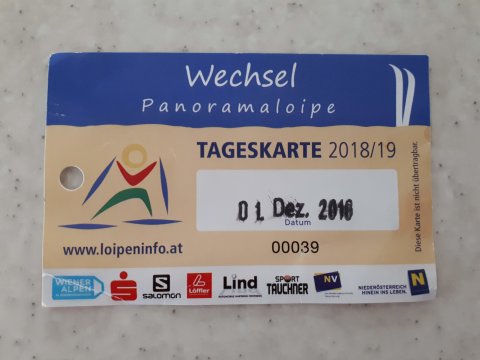 Wechsel
Panoramaloipe
TAGESKARTE 2018/19
01. Dez. 2018
Datum
00039
www.loipeninfo.at
Diese Karte ist nicht übertragbar.
WIENER ALPEN
S
SALOMON
Löffler
Lind
SPORT TAUCHNER
NV
NIEDERÖSTERREICH
HINEIN INS LEBEN.
N